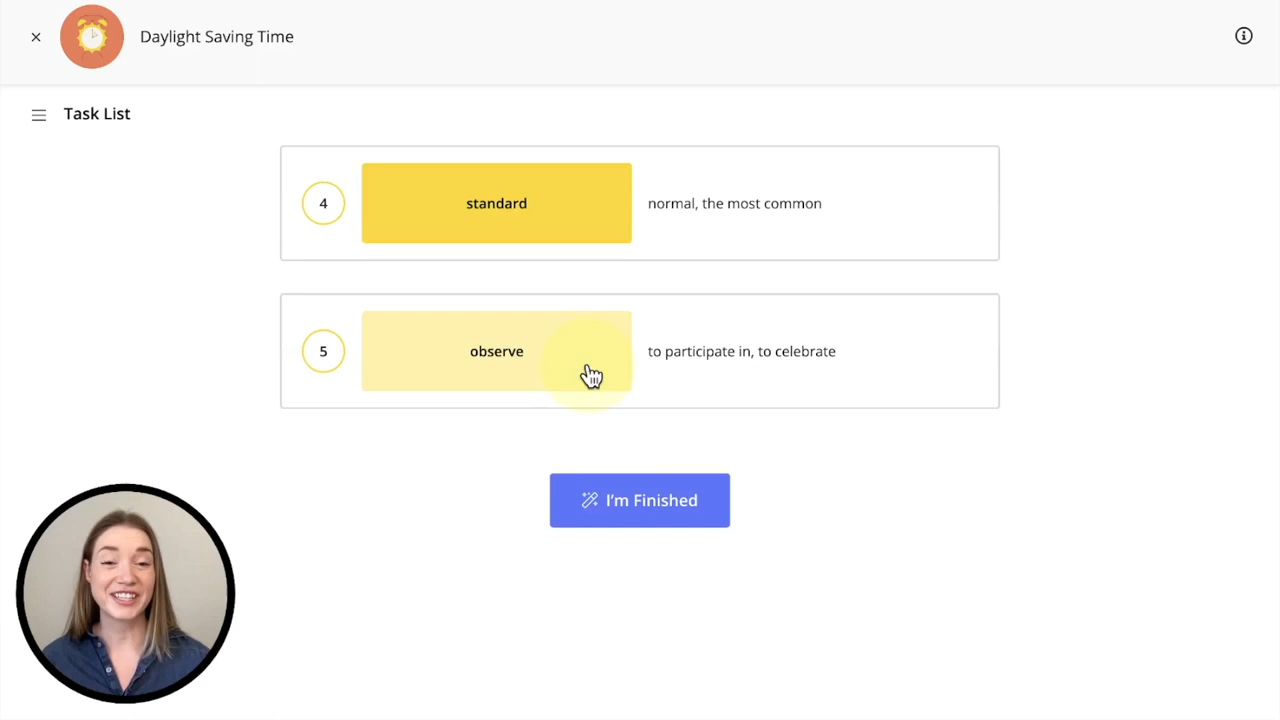 Daylight Saving Time
Task List
4
standard
normal, the most common
5
observe
to participate in, to celebrate
I'm Finished